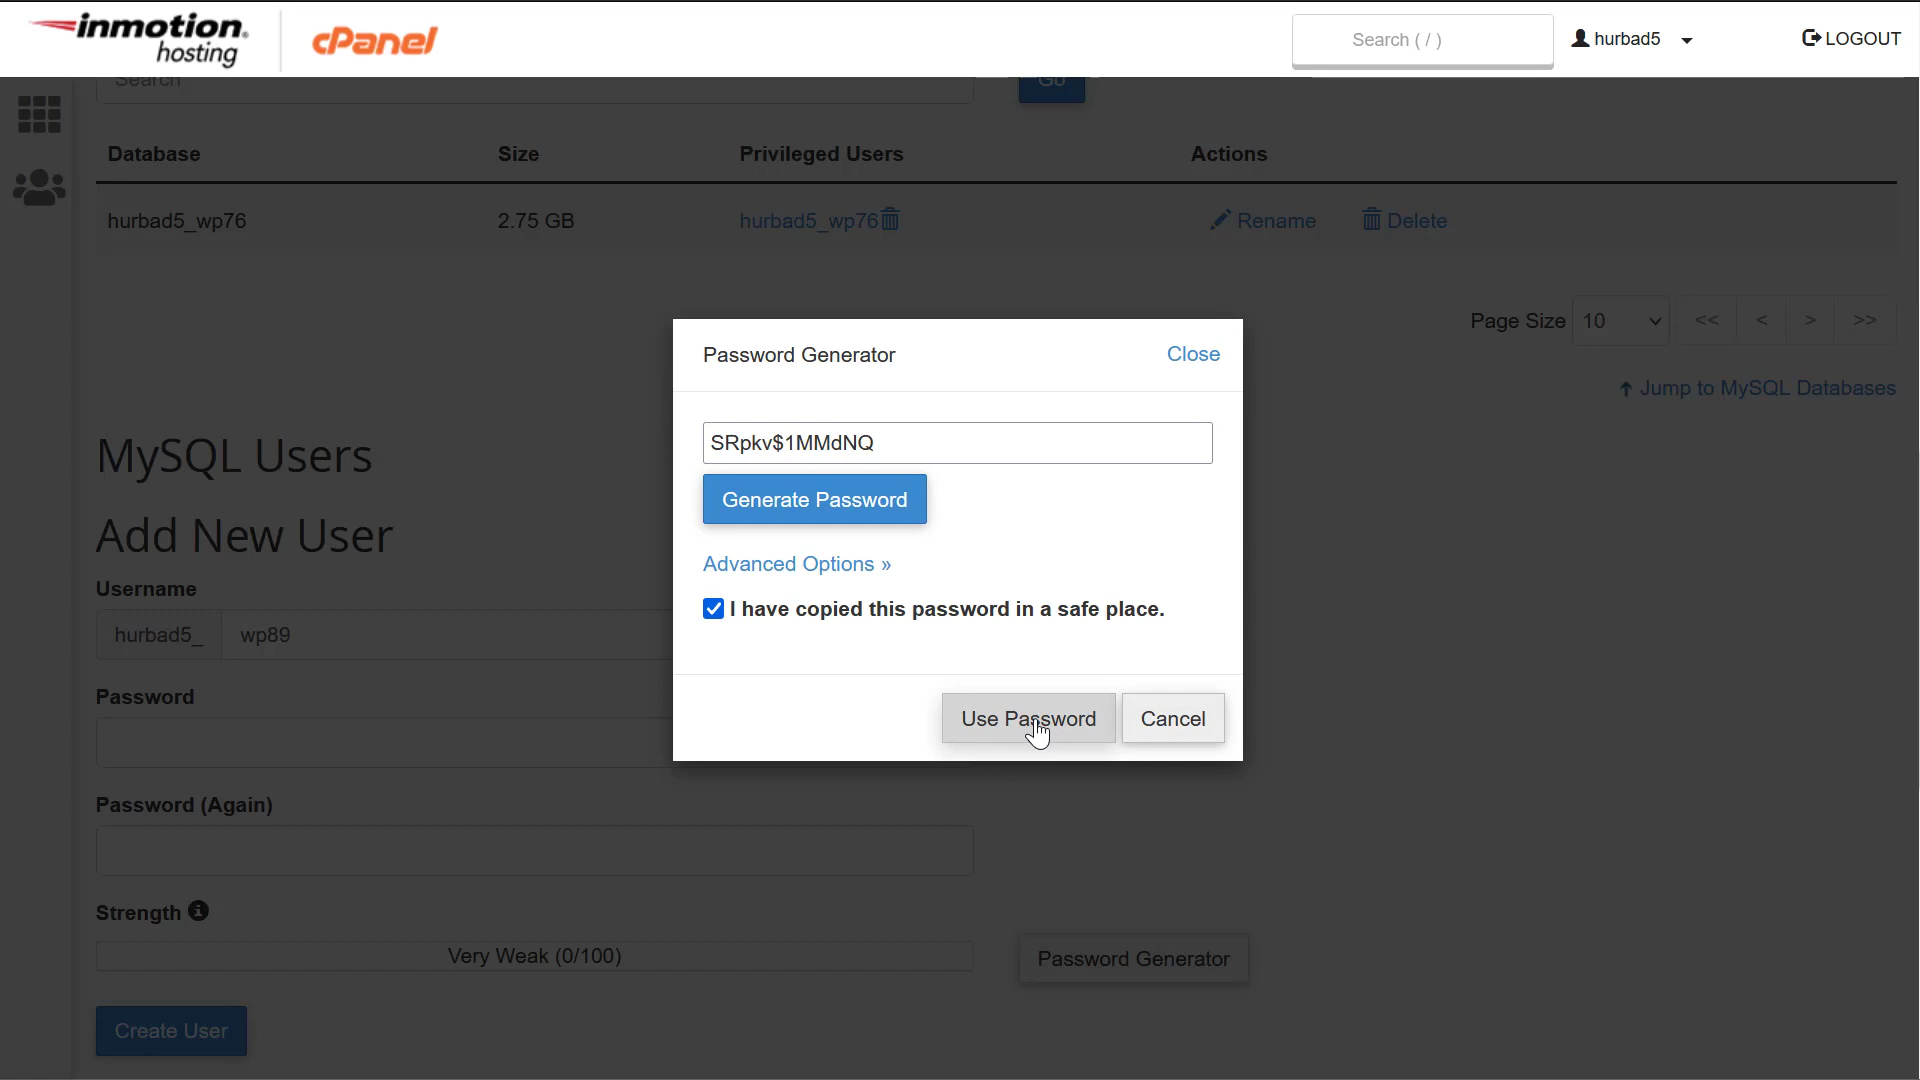 inmotion hosting
cPanel
Search ( / )
hurbad5
LOGOUT
Search
Go
Database Size Privileged Users Actions
hurbad5_wp76 2.75 GB hurbad5_wp76 Rename Delete
Page Size 10 << < > >>
Jump to MySQL Databases
Password Generator Close
SRpkv$1MMdNQ
Generate Password
Advanced Options »
I have copied this password in a safe place.
Use Password Cancel
MySQL Users
Add New User
Username
hurbad5_ wp89
Password
Password (Again)
Strength
Very Weak (0/100)
Password Generator
Create User